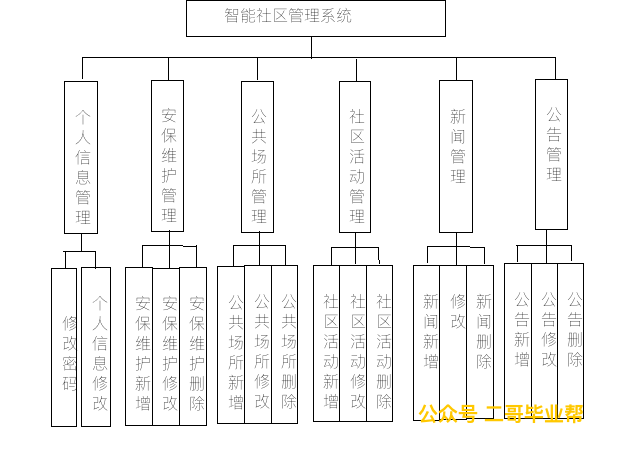 智能社区管理系统
个人信息管理
安保维护管理
公共场所管理
社区活动管理
新闻管理
公告管理
修改密码
个人信息修改
安保维护新增
安保维护修改
安保维护删除
公共场所新增
公共场所修改
公共场所删除
社区活动新增
社区活动修改
社区活动删除
新闻新增
修改
新闻删除
公告新增
公告修改
公告删除
公众号 二哥毕业帮